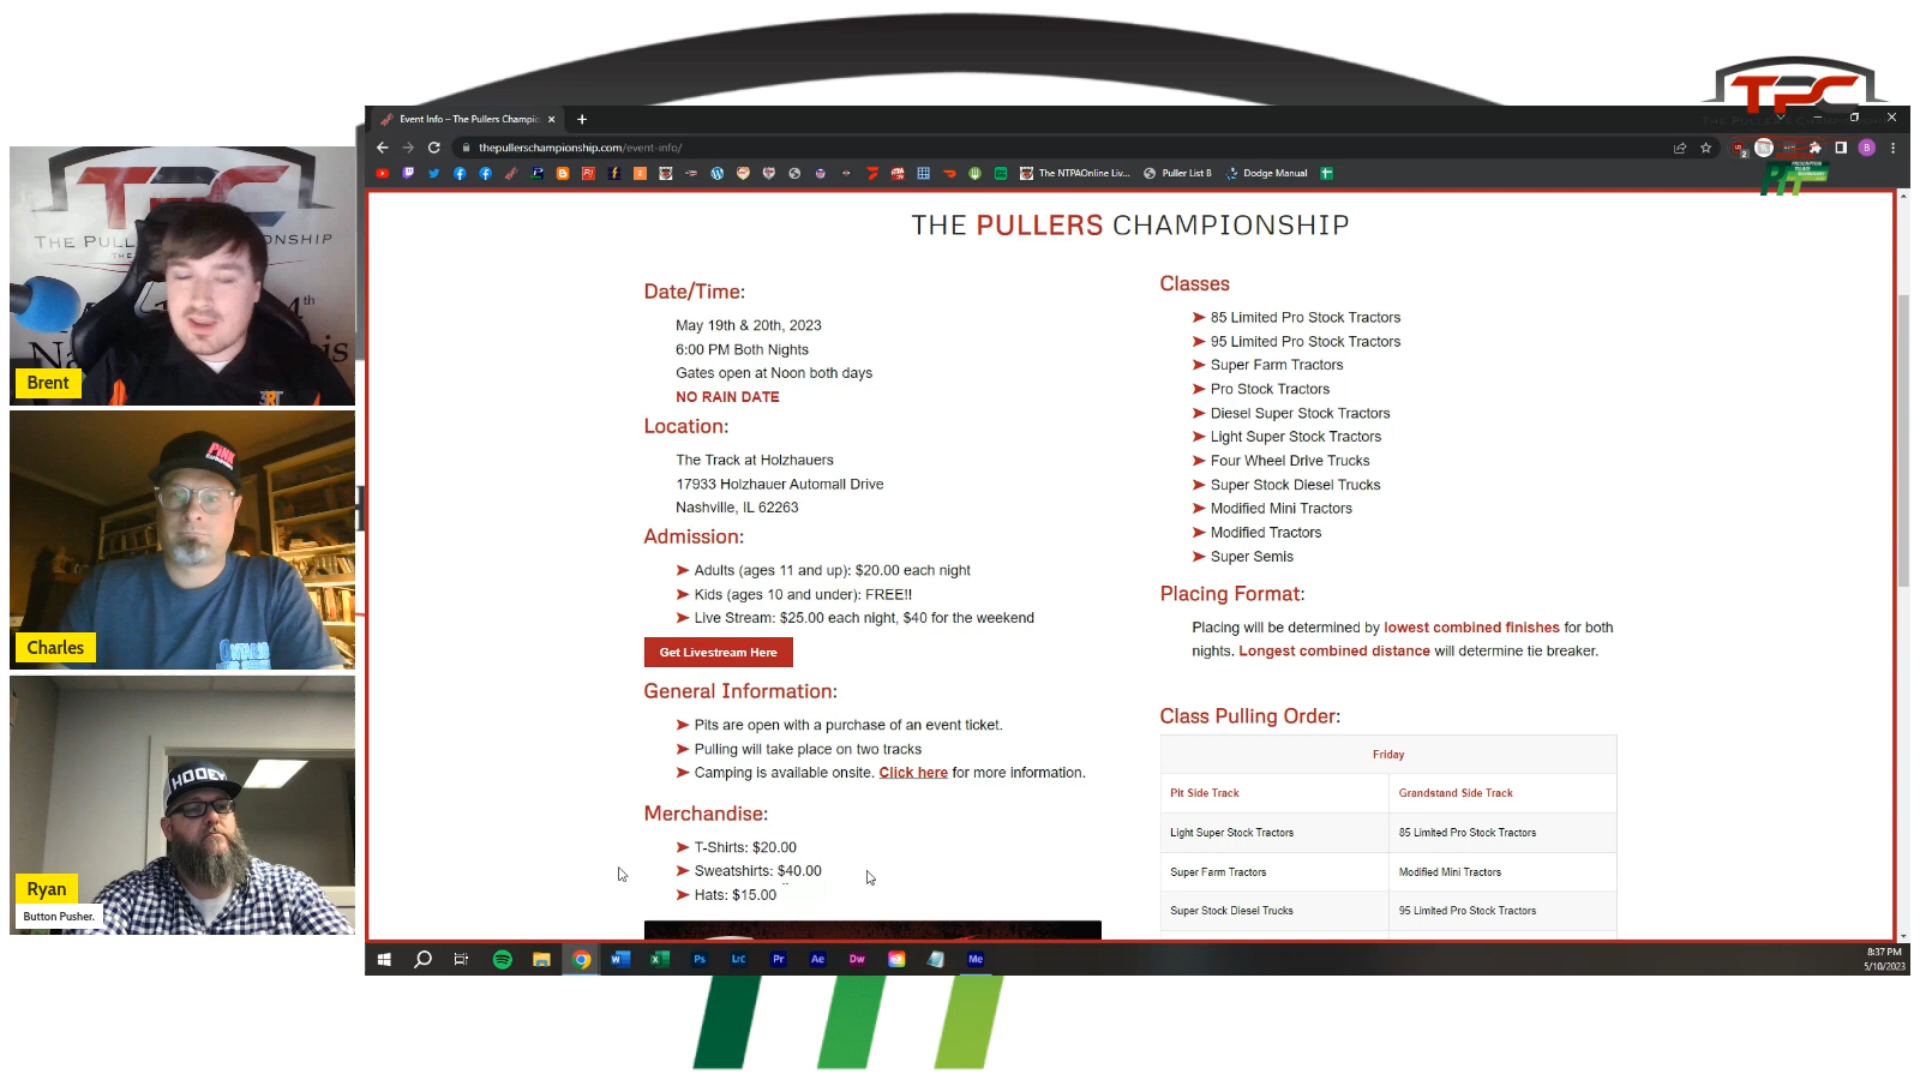 TPC
Event Info – The Pullers Champio
thepullerschampionship.com/event-info/
The NTPAOnline Liv...
Puller List B
Dodge Manual
THE PULLERS CHAMPIONSHIP
Date/Time:
May 19th & 20th, 2023
6:00 PM Both Nights
Gates open at Noon both days
NO RAIN DATE
Location:
The Track at Holzhauers
17933 Holzhauer Automall Drive
Nashville, IL 62263
Admission:
Adults (ages 11 and up): $20.00 each night
Kids (ages 10 and under): FREE!!
Live Stream: $25.00 each night, $40 for the weekend
Get Livestream Here
General Information:
Pits are open with a purchase of an event ticket.
Pulling will take place on two tracks
Camping is available onsite. Click here for more information.
Merchandise:
T-Shirts: $20.00
Sweatshirts: $40.00
Hats: $15.00
Classes
85 Limited Pro Stock Tractors
95 Limited Pro Stock Tractors
Super Farm Tractors
Pro Stock Tractors
Diesel Super Stock Tractors
Light Super Stock Tractors
Four Wheel Drive Trucks
Super Stock Diesel Trucks
Modified Mini Tractors
Modified Tractors
Super Semis
Placing Format:
Placing will be determined by lowest combined finishes for both
nights. Longest combined distance will determine tie breaker.
Class Pulling Order:
Friday
Pit Side Track Grandstand Side Track
Light Super Stock Tractors 85 Limited Pro Stock Tractors
Super Farm Tractors Modified Mini Tractors
Super Stock Diesel Trucks 95 Limited Pro Stock Tractors
TPC
THE PULL ONSHIP
Brent
PINK
Charles
HOOEY
Ryan
Button Pusher.
Ps
LrC
Pr
Ae
Dw
Me
8:37 PM
5/10/2023